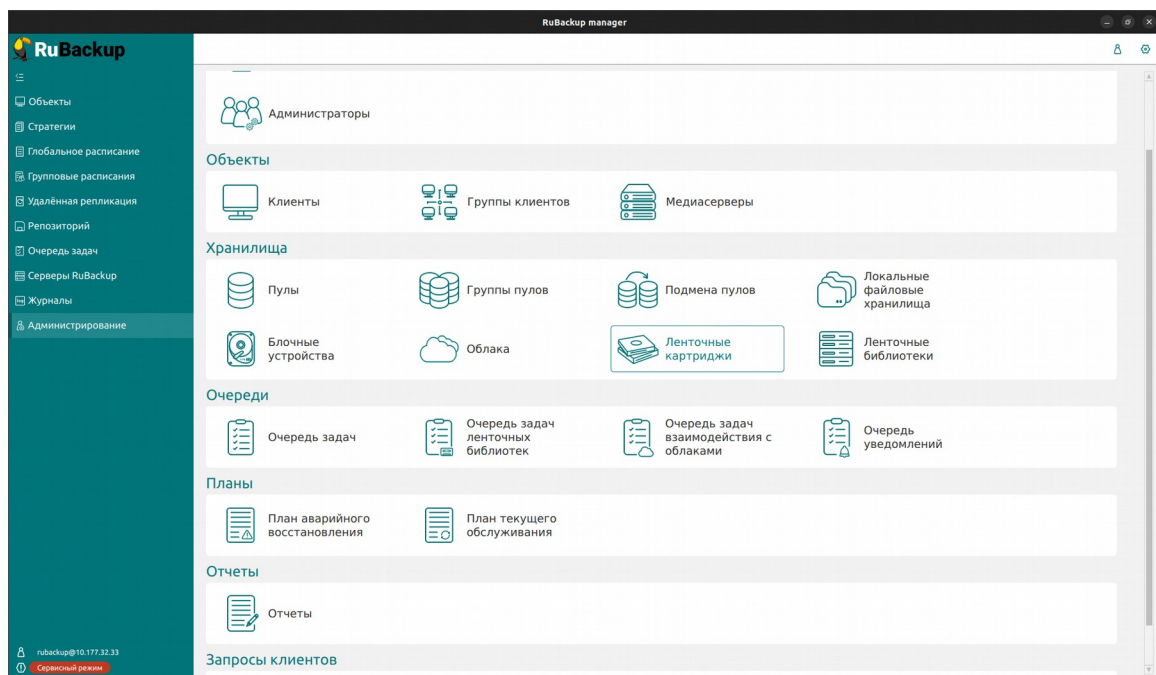 RuBackup manager
RuBackup
Объекты
Стратегии
Глобальное расписание
Групповые расписания
Удалённая репликация
Репозиторий
Очередь задач
Серверы RuBackup
Журналы
Администрирование
rubackup@10.177.32.33
Сервисный режим
Администраторы
Объекты
Клиенты
Группы клиентов
Медиасерверы
Хранилища
Пулы
Группы пулов
Подмена пулов
Локальные
файловые
хранилища
Блочные
устройства
Облака
Ленточные
картриджи
Ленточные
библиотеки
Очереди
Очередь задач
Очередь задач
ленточных
библиотек
Очередь задач
взаимодействия с
облаками
Очередь
уведомлений
Планы
План аварийного
восстановления
План текущего
обслуживания
Отчеты
Отчеты
Запросы клиентов